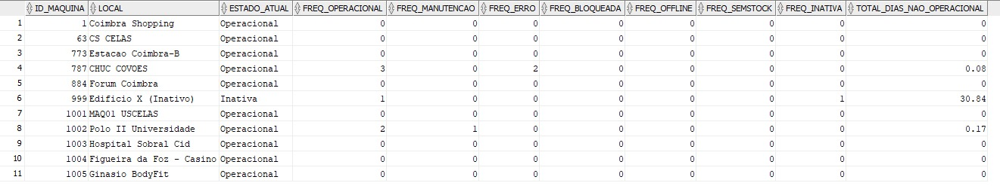 ID_MAQUINA LOCAL ESTADO_ATUAL FREQ_OPERACIONAL FREQ_MANUTENCAO FREQ_ERRO FREQ_BLOQUEADA FREQ_OFFLINE FREQ_SEMSTOCK FREQ_INATIVA TOTAL_DIAS_NAO_OPERACIONAL
1 1 Coimbra Shopping Operacional 0 0 0 0 0 0 0 0
2 63 CS CELAS Operacional 0 0 0 0 0 0 0 0
3 773 Estacao Coimbra-B Operacional 0 0 0 0 0 0 0 0
4 787 CHUC COVOES Operacional 3 0 2 0 0 0 0 0.08
5 884 Forum Coimbra Operacional 0 0 0 0 0 0 0 0
6 999 Edificio X (Inativo) Inativa 1 0 0 0 0 0 1 30.84
7 1001 MAQ01 USCELAS Operacional 0 0 0 0 0 0 0 0
8 1002 Polo II Universidade Operacional 2 1 0 0 0 0 0 0.17
9 1003 Hospital Sobral Cid Operacional 0 0 0 0 0 0 0 0
10 1004 Figueira da Foz - Casino Operacional 0 0 0 0 0 0 0 0
11 1005 Ginasio BodyFit Operacional 0 0 0 0 0 0 0 0